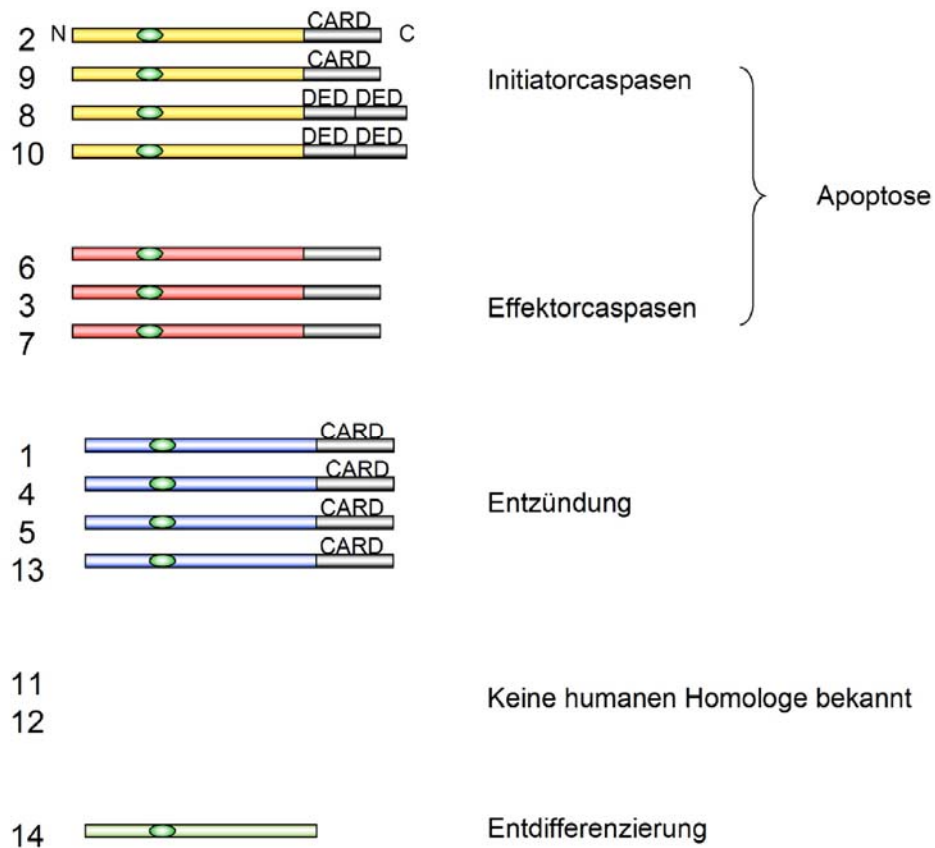 CARD
2 N C
CARD
9 Initiatorcaspasen
DED DED
8
DED DED
10
Apoptose
6
3
7 Effektorcaspasen
CARD
1
CARD
4
CARD
5 Entzündung
CARD
13
11
12 Keine humanen Homologe bekannt
14 Entdifferenzierung